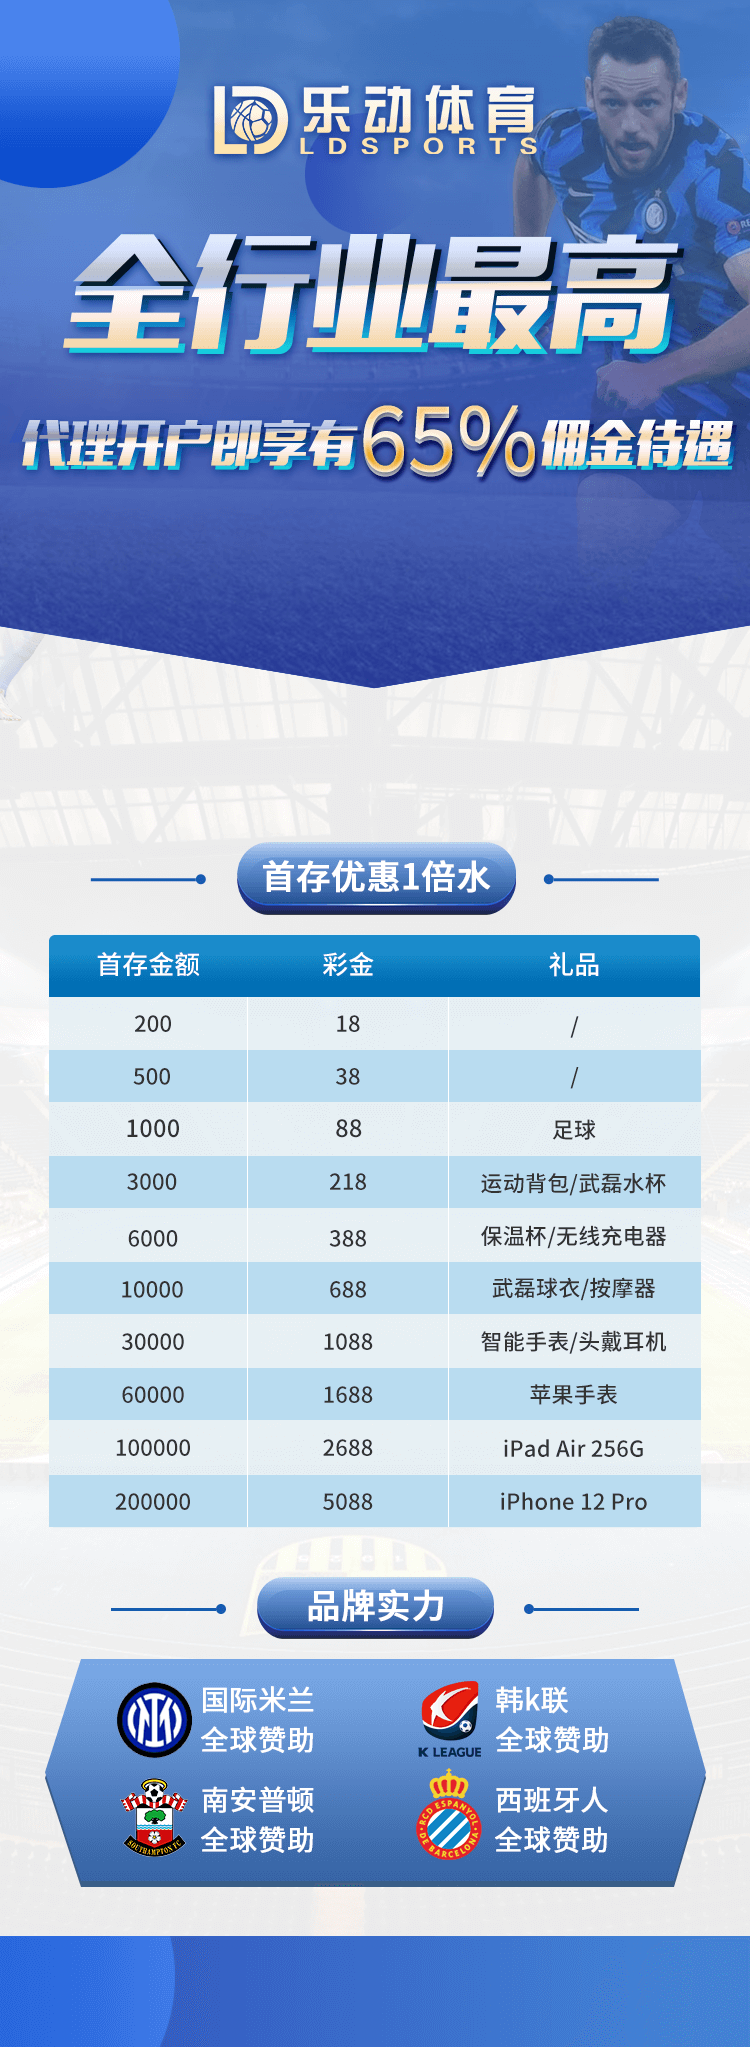 LD 乐动体育
LDSPORTS
全行业最高
代理开户即享有65%佣金待遇
首存优惠1倍水
首存金额 彩金 礼品
200 18 /
500 38 /
1000 88 足球
3000 218 运动背包/武磊水杯
6000 388 保温杯/无线充电器
10000 688 武磊球衣/按摩器
30000 1088 智能手表/头戴耳机
60000 1688 苹果手表
100000 2688 iPad Air 256G
200000 5088 iPhone 12 Pro
品牌实力
国际米兰
全球赞助
K LEAGUE
韩k联
全球赞助
SOUTHAMPTON FC
南安普顿
全球赞助
RCD ESPANYOL
DE BARCELONA
西班牙人
全球赞助